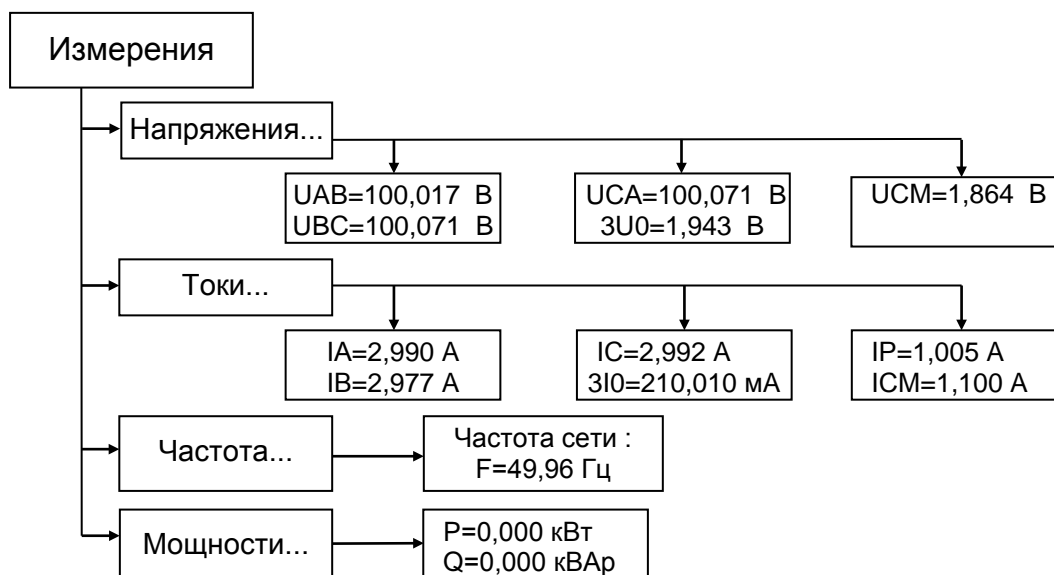 Измерения
Напряжения...
UAB=100,017 В
UBC=100,071 В
UCA=100,071 В
3U0=1,943 В
UCM=1,864 В
Токи...
IA=2,990 А
IB=2,977 А
IC=2,992 А
3I0=210,010 мА
IP=1,005 А
ICM=1,100 А
Частота...
Частота сети :
F=49,96 Гц
Мощности...
P=0,000 кВт
Q=0,000 кВАр